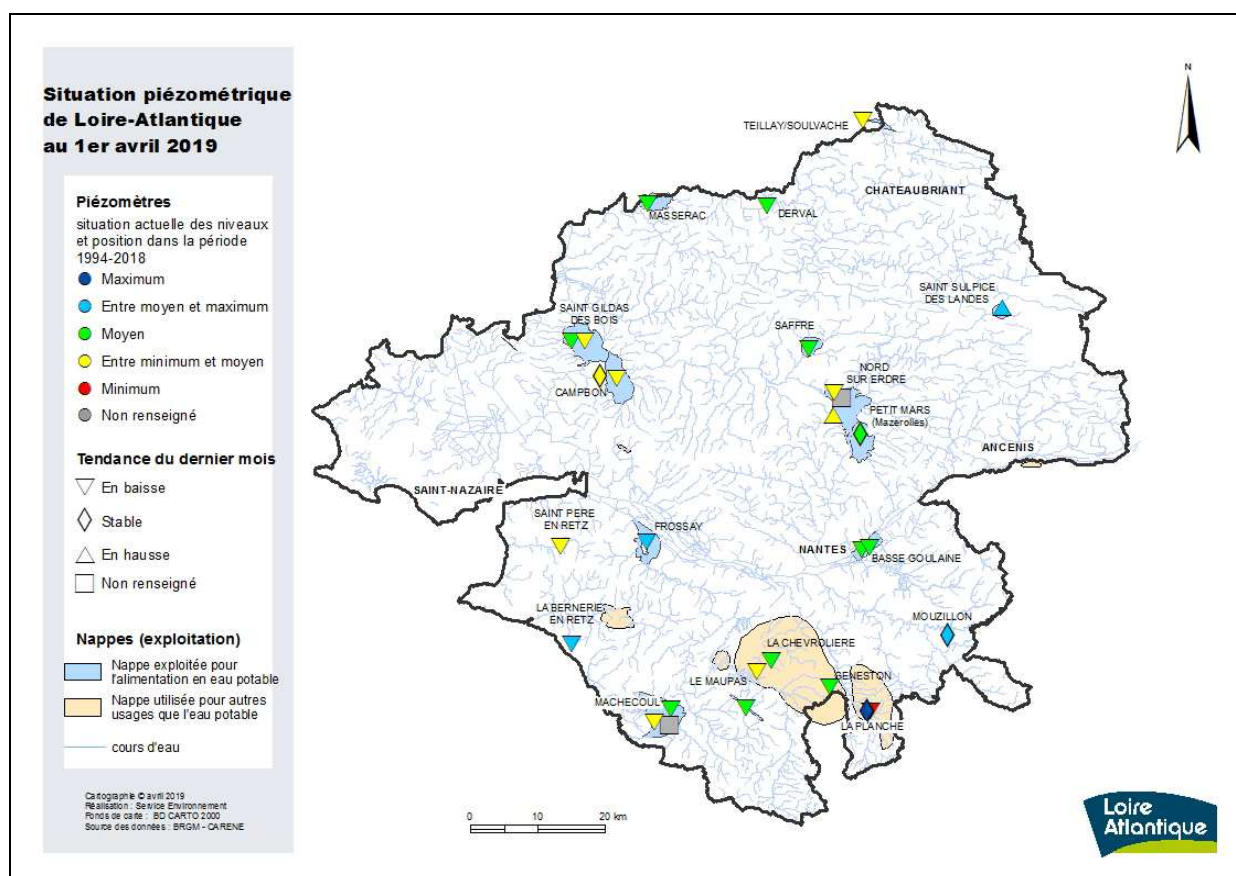 Situation piézométrique
de Loire-Atlantique
au 1er avril 2019
Piézomètres
situation actuelle des niveaux
et position dans la période
1994-2018
Maximum
Entre moyen et maximum
Moyen
Entre minimum et moyen
Minimum
Non renseigné
Tendance du dernier mois
En baisse
Stable
En hausse
Non renseigné
Nappes (exploitation)
Nappe exploitée pour
l'alimentation en eau potable
Nappe utilisée pour autres
usages que l'eau potable
cours d'eau
Cartographie © avril 2019
Réalisation : Service Environnement
Fonds de carte : BD CARTO 2000
Source des données : BRGM - CARENE
N
TEILLAY/SOULVACHE
CHATEAUBRIANT
MASSERAC
DERVAL
SAINT SULPICE
DES LANDES
SAINT GILDAS
DES BOIS
SAFFRE
NORD
SUR ERDRE
CAMPBON
PETIT MARS
(Mazerolles)
ANCENIS
SAINT-NAZAIRE
SAINT PERE
EN RETZ
FROSSAY
NANTES
BASSE GOULAINE
LA BERNERIE
EN RETZ
MOUZILLON
LA CHEVROLIERE
LE MAUPAS
GENESTON
MACHECOUL
LA PLANCHE
0 10 20 km
Loire
Atlantique